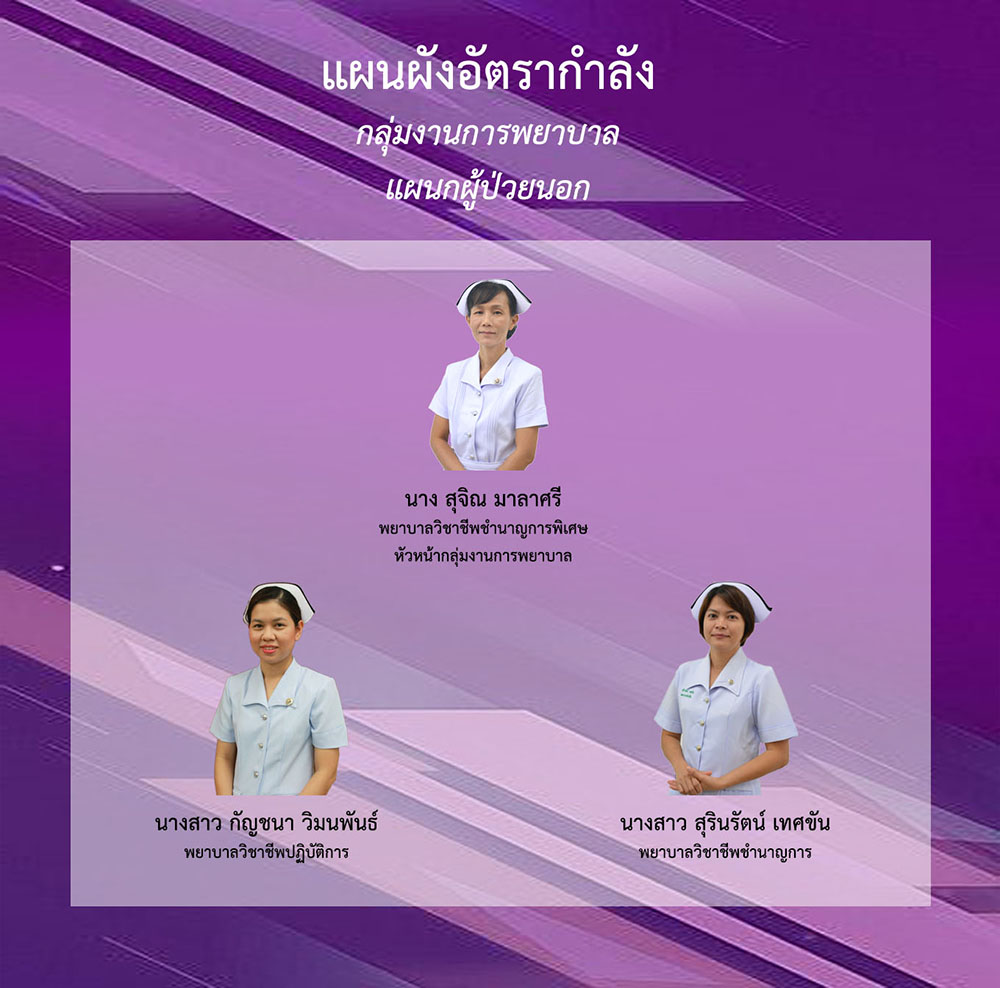 แผนผังอัตรากำลัง
กลุ่มงานการพยาบาล
แผนกผู้ป่วยนอก
นาง สุจิณ มาลาศรี
พยาบาลวิชาชีพชำนาญการพิเศษ
หัวหน้ากลุ่มงานการพยาบาล
นางสาว กัญชนา วิมนพันธ์
พยาบาลวิชาชีพปฏิบัติการ
นางสาว สุรินรัตน์ เทศขัน
พยาบาลวิชาชีพชำนาญการ